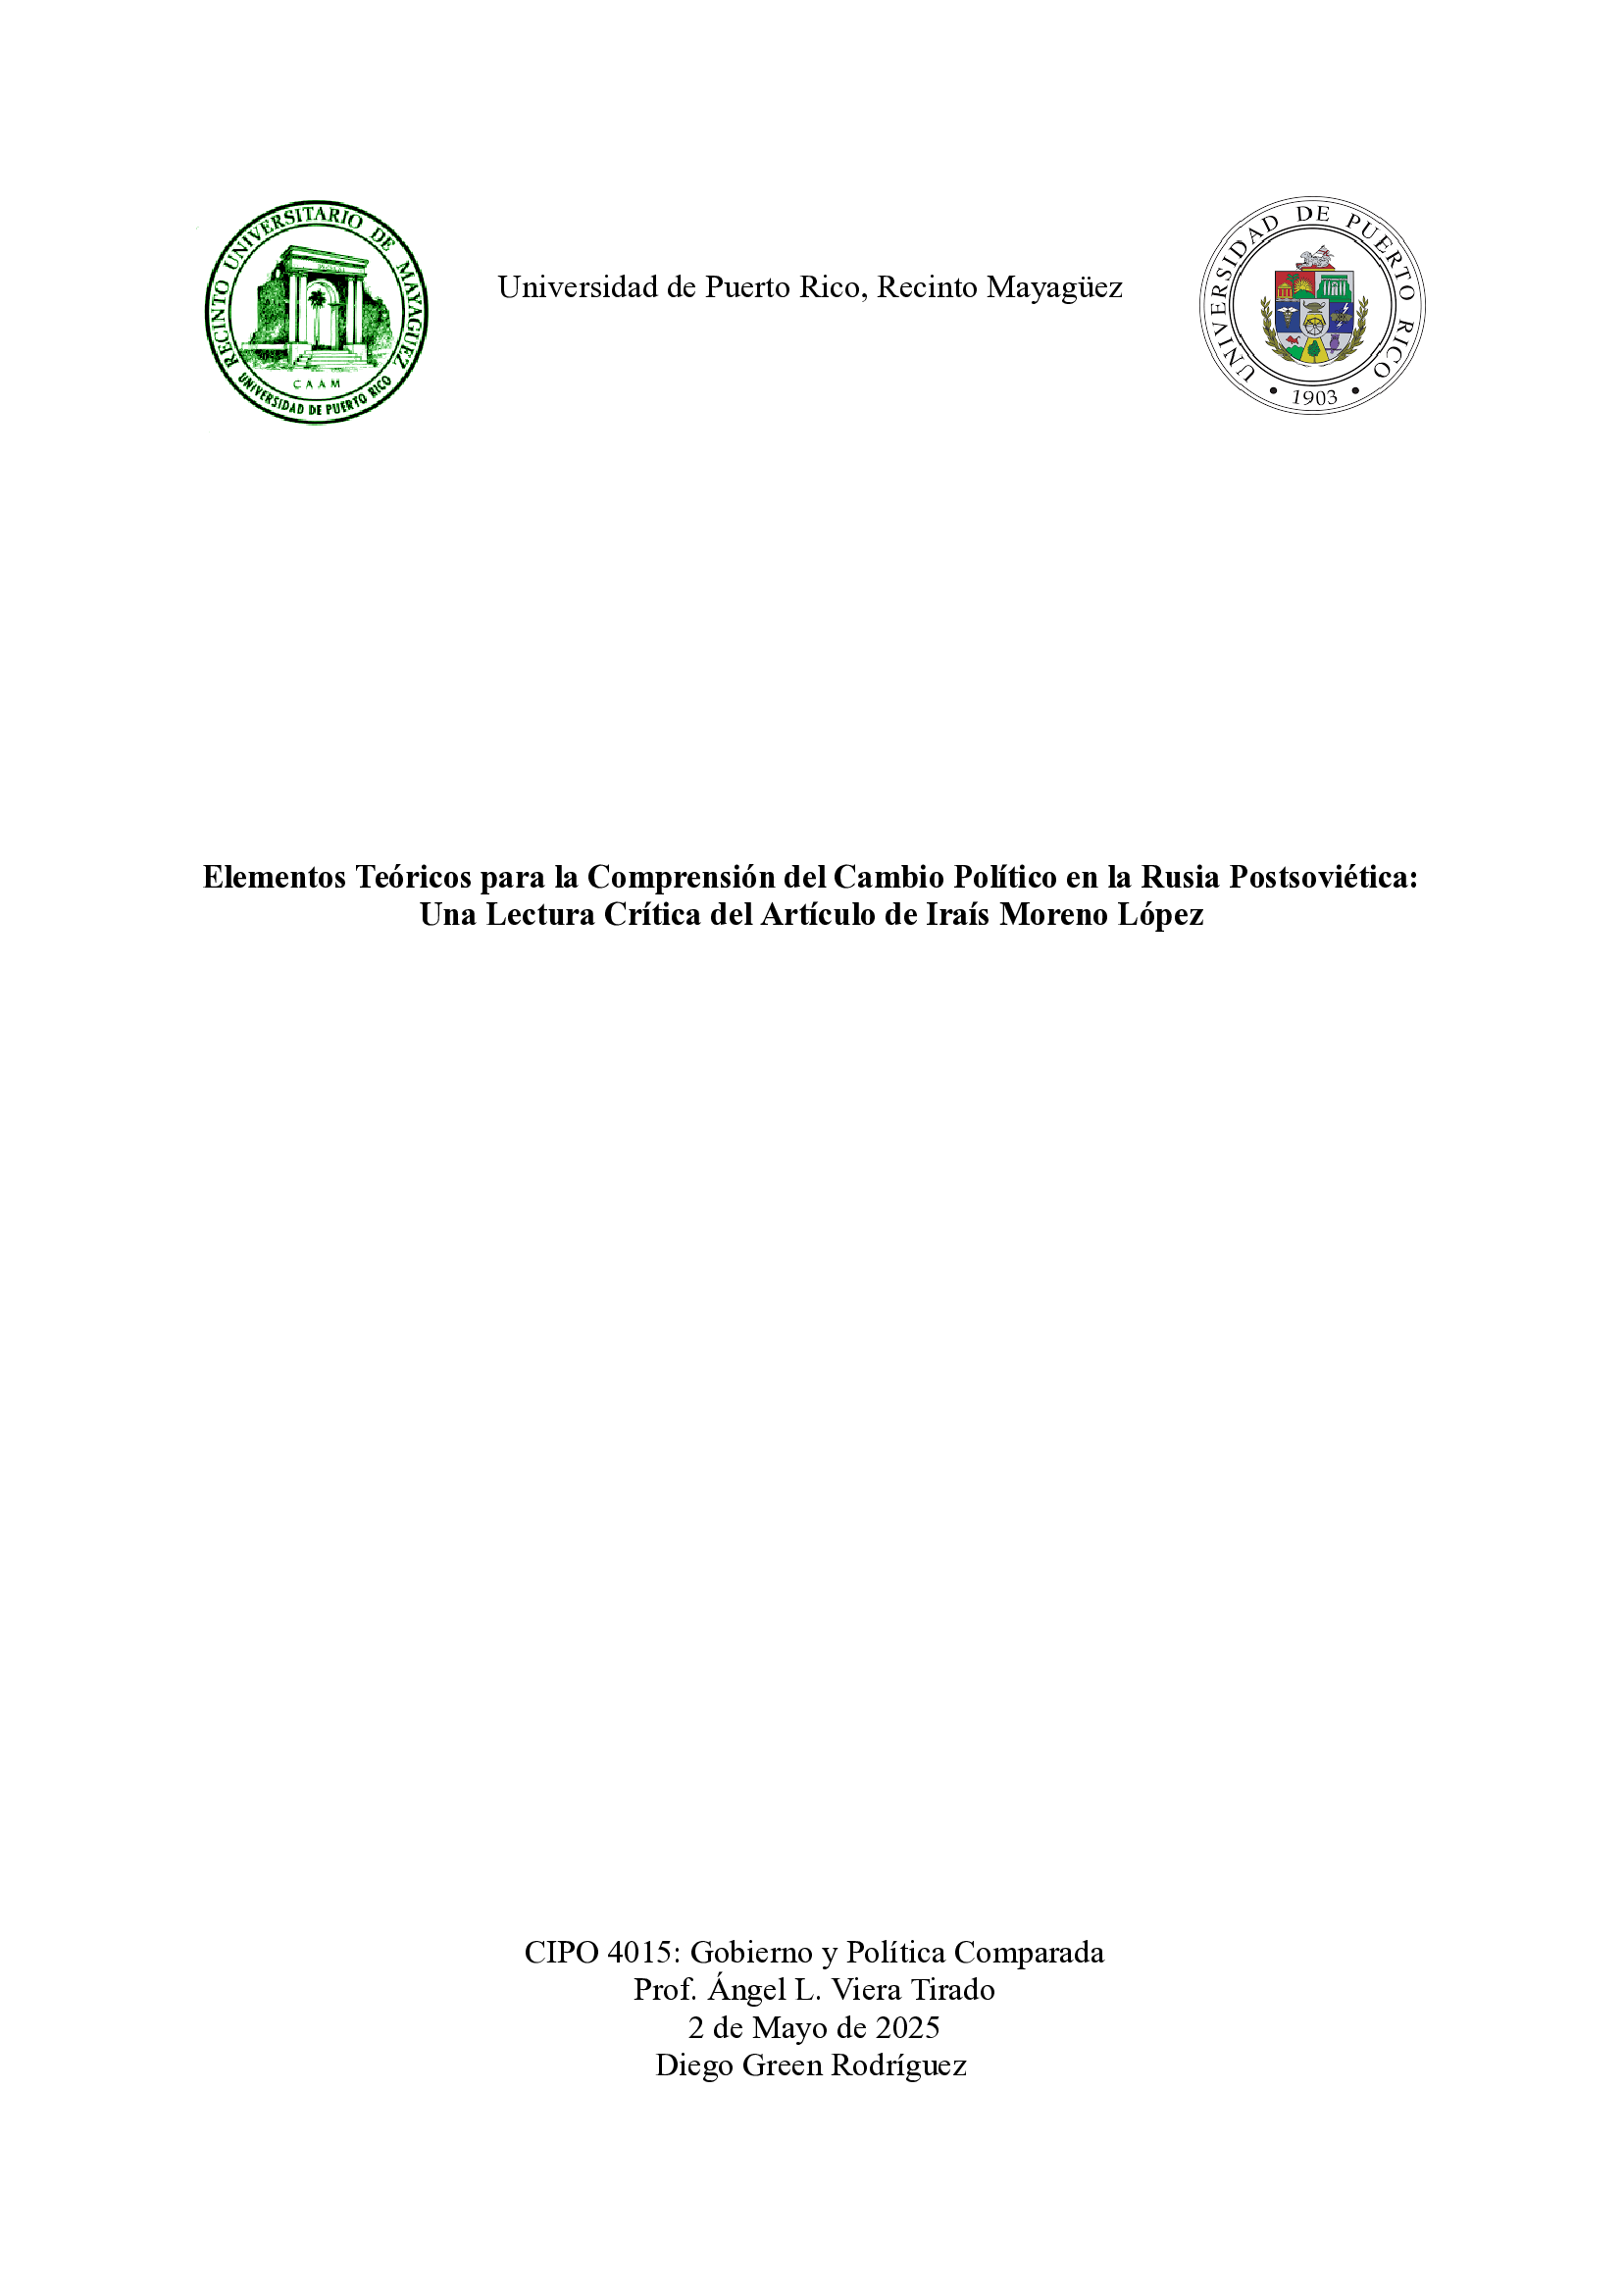 RECINTO UNIVERSITARIO DE MAYAGUEZ
CAAM
UNIVERSIDAD DE PUERTO RICO
Universidad de Puerto Rico, Recinto Mayagüez
UNIVERSIDAD DE PUERTO RICO
• 1903 •
Elementos Teóricos para la Comprensión del Cambio Político en la Rusia Postsoviética:
Una Lectura Crítica del Artículo de Iraís Moreno López
CIPO 4015: Gobierno y Política Comparada
Prof. Ángel L. Viera Tirado
2 de Mayo de 2025
Diego Green Rodríguez